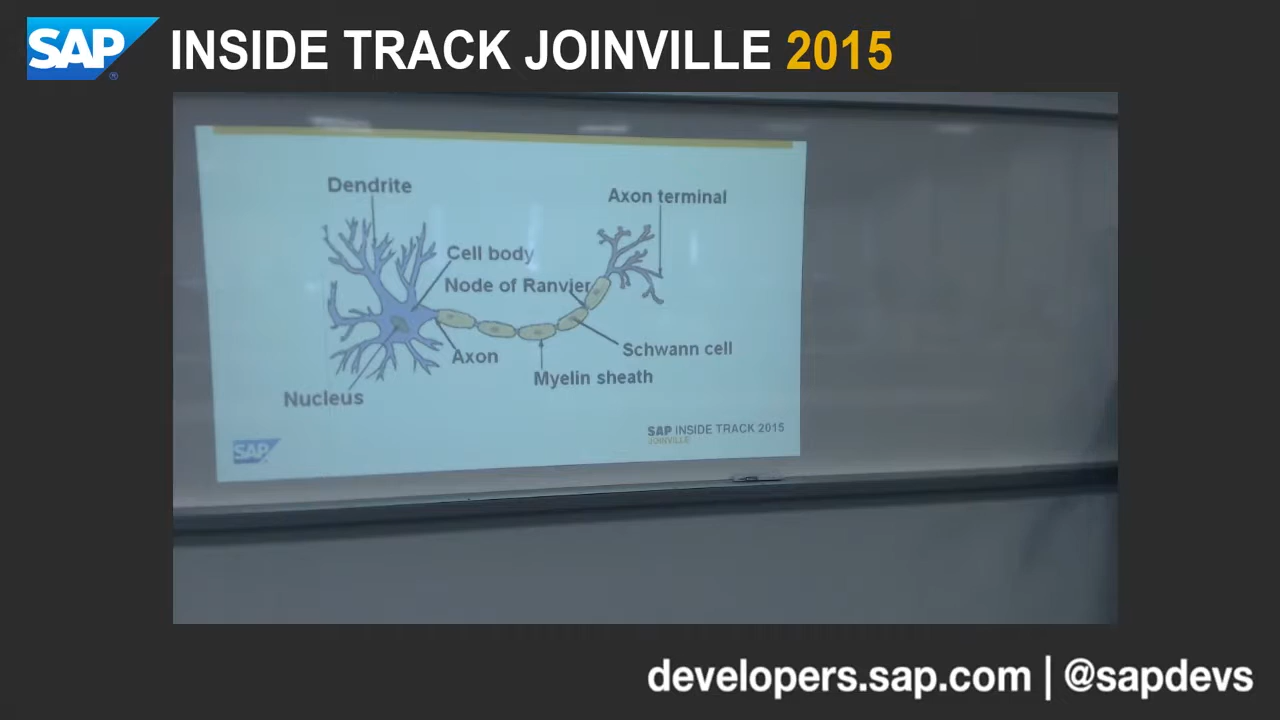 SAP INSIDE TRACK JOINVILLE 2015
Dendrite
Axon terminal
Cell body
Node of Ranvier
Axon
Schwann cell
Myelin sheath
Nucleus
SAP INSIDE TRACK 2015
JOINVILLE
SAP
developers.sap.com | @sapdevs